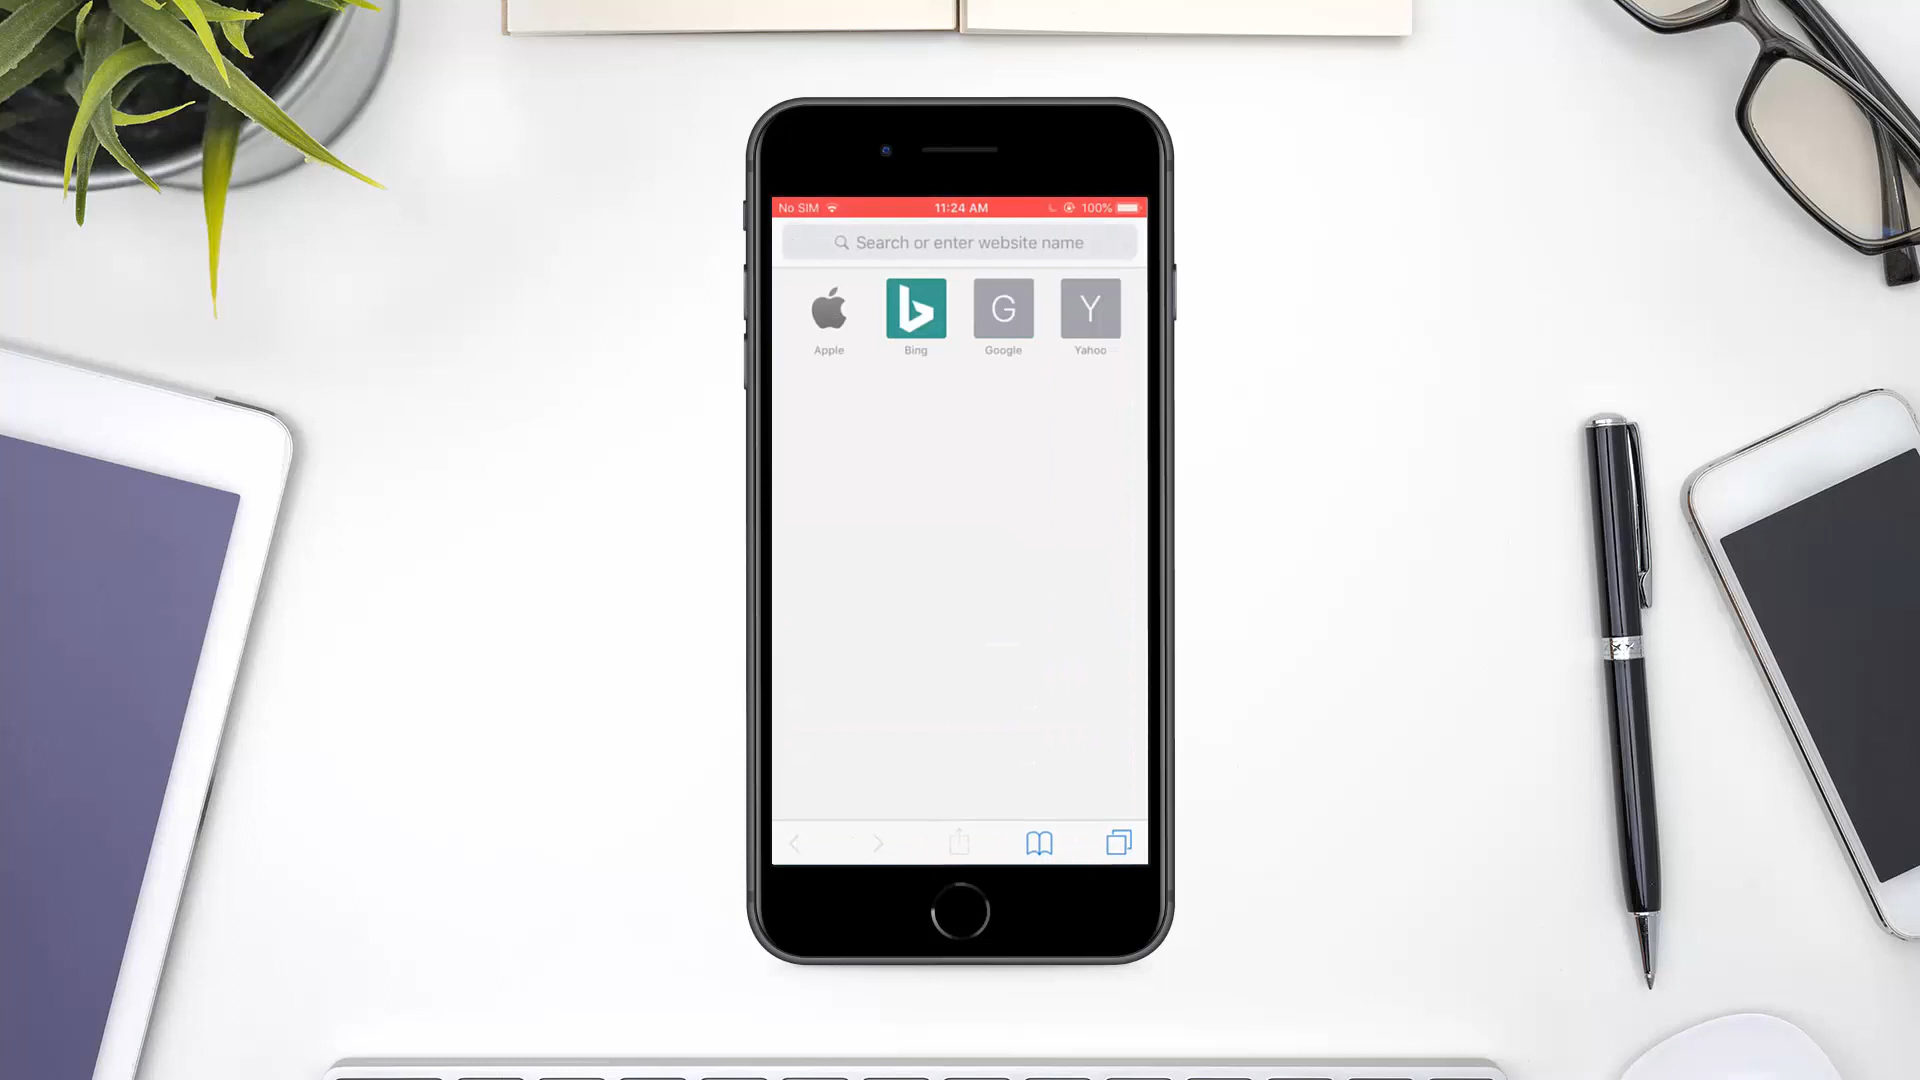 No SIM 11:24 AM 100%
Search or enter website name
G Y
Apple Bing Google Yahoo